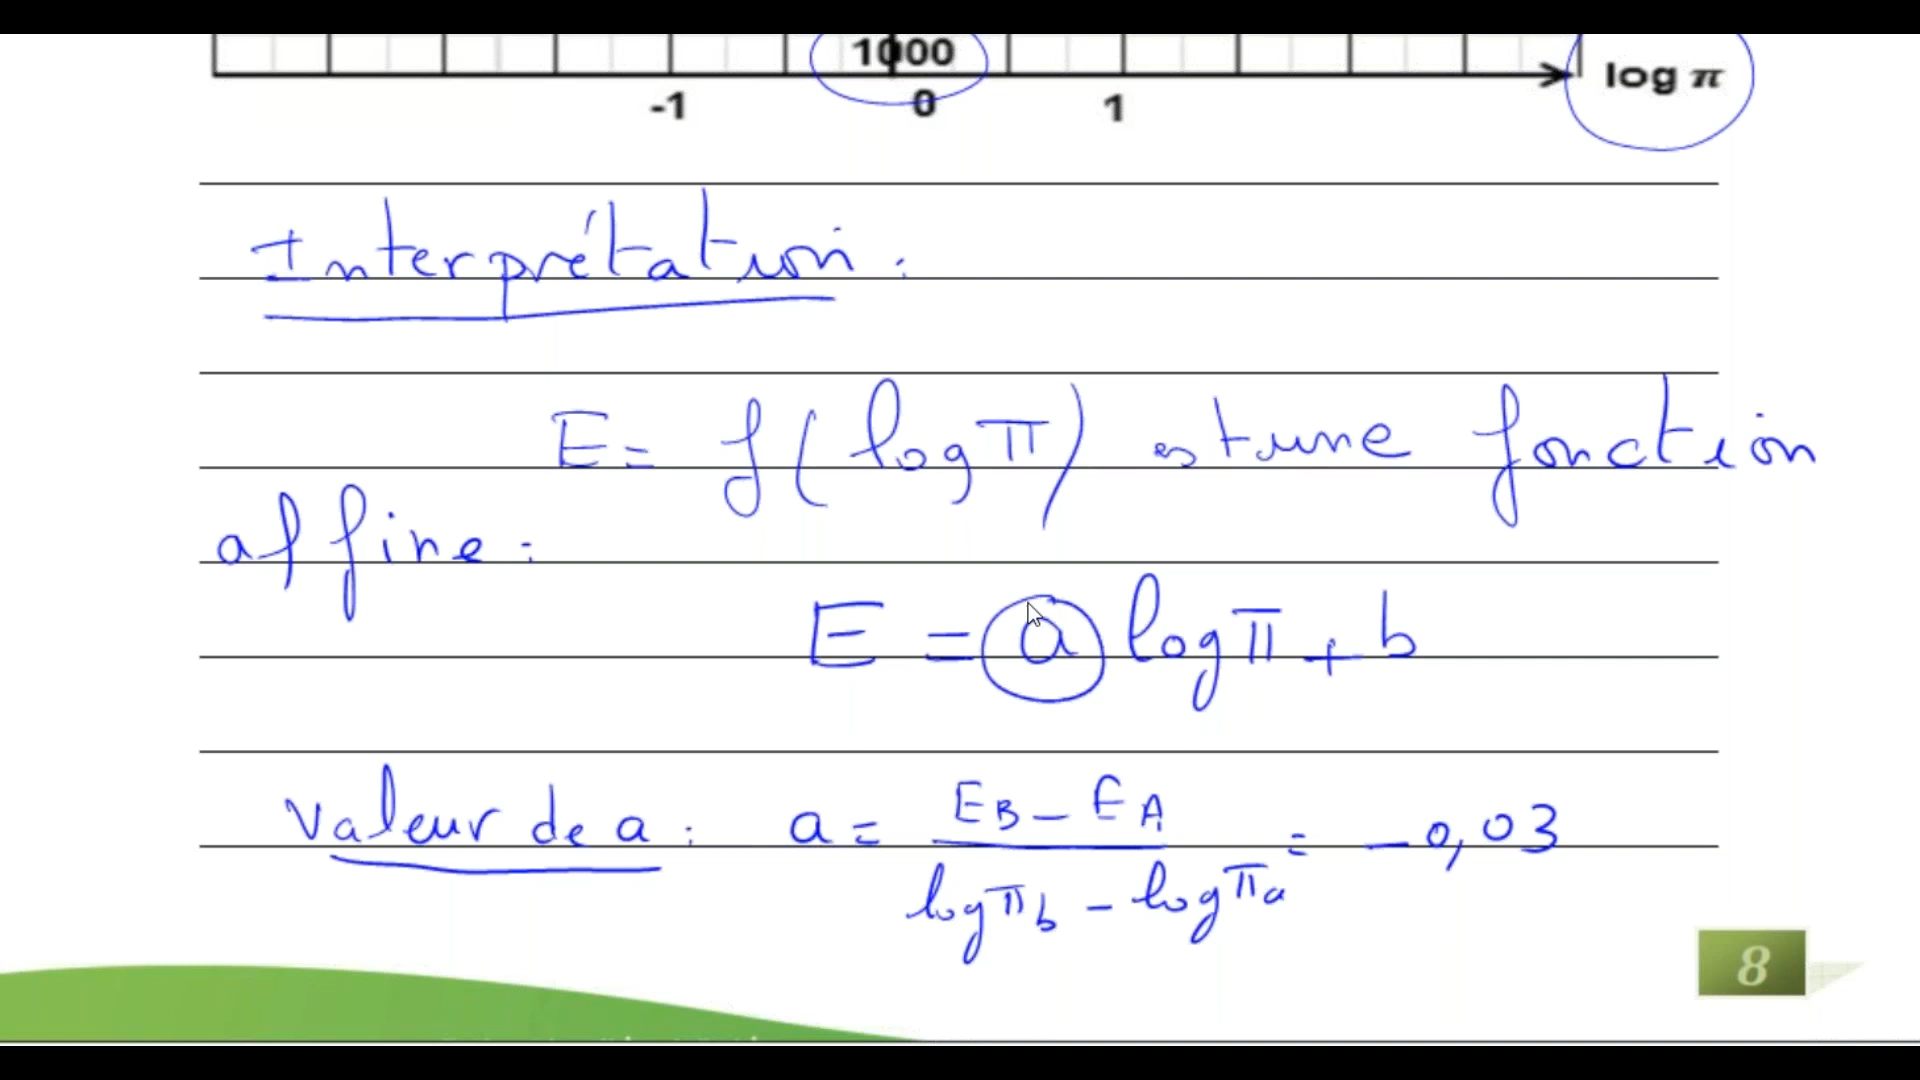 1000
log π
-1 0 1
Interprétation :
E = f(log π) est une fonction
affine :
E = a log π + b
valeur de a : a = (E_B - E_A) / (log π_b - log π_a) = -0,03
8